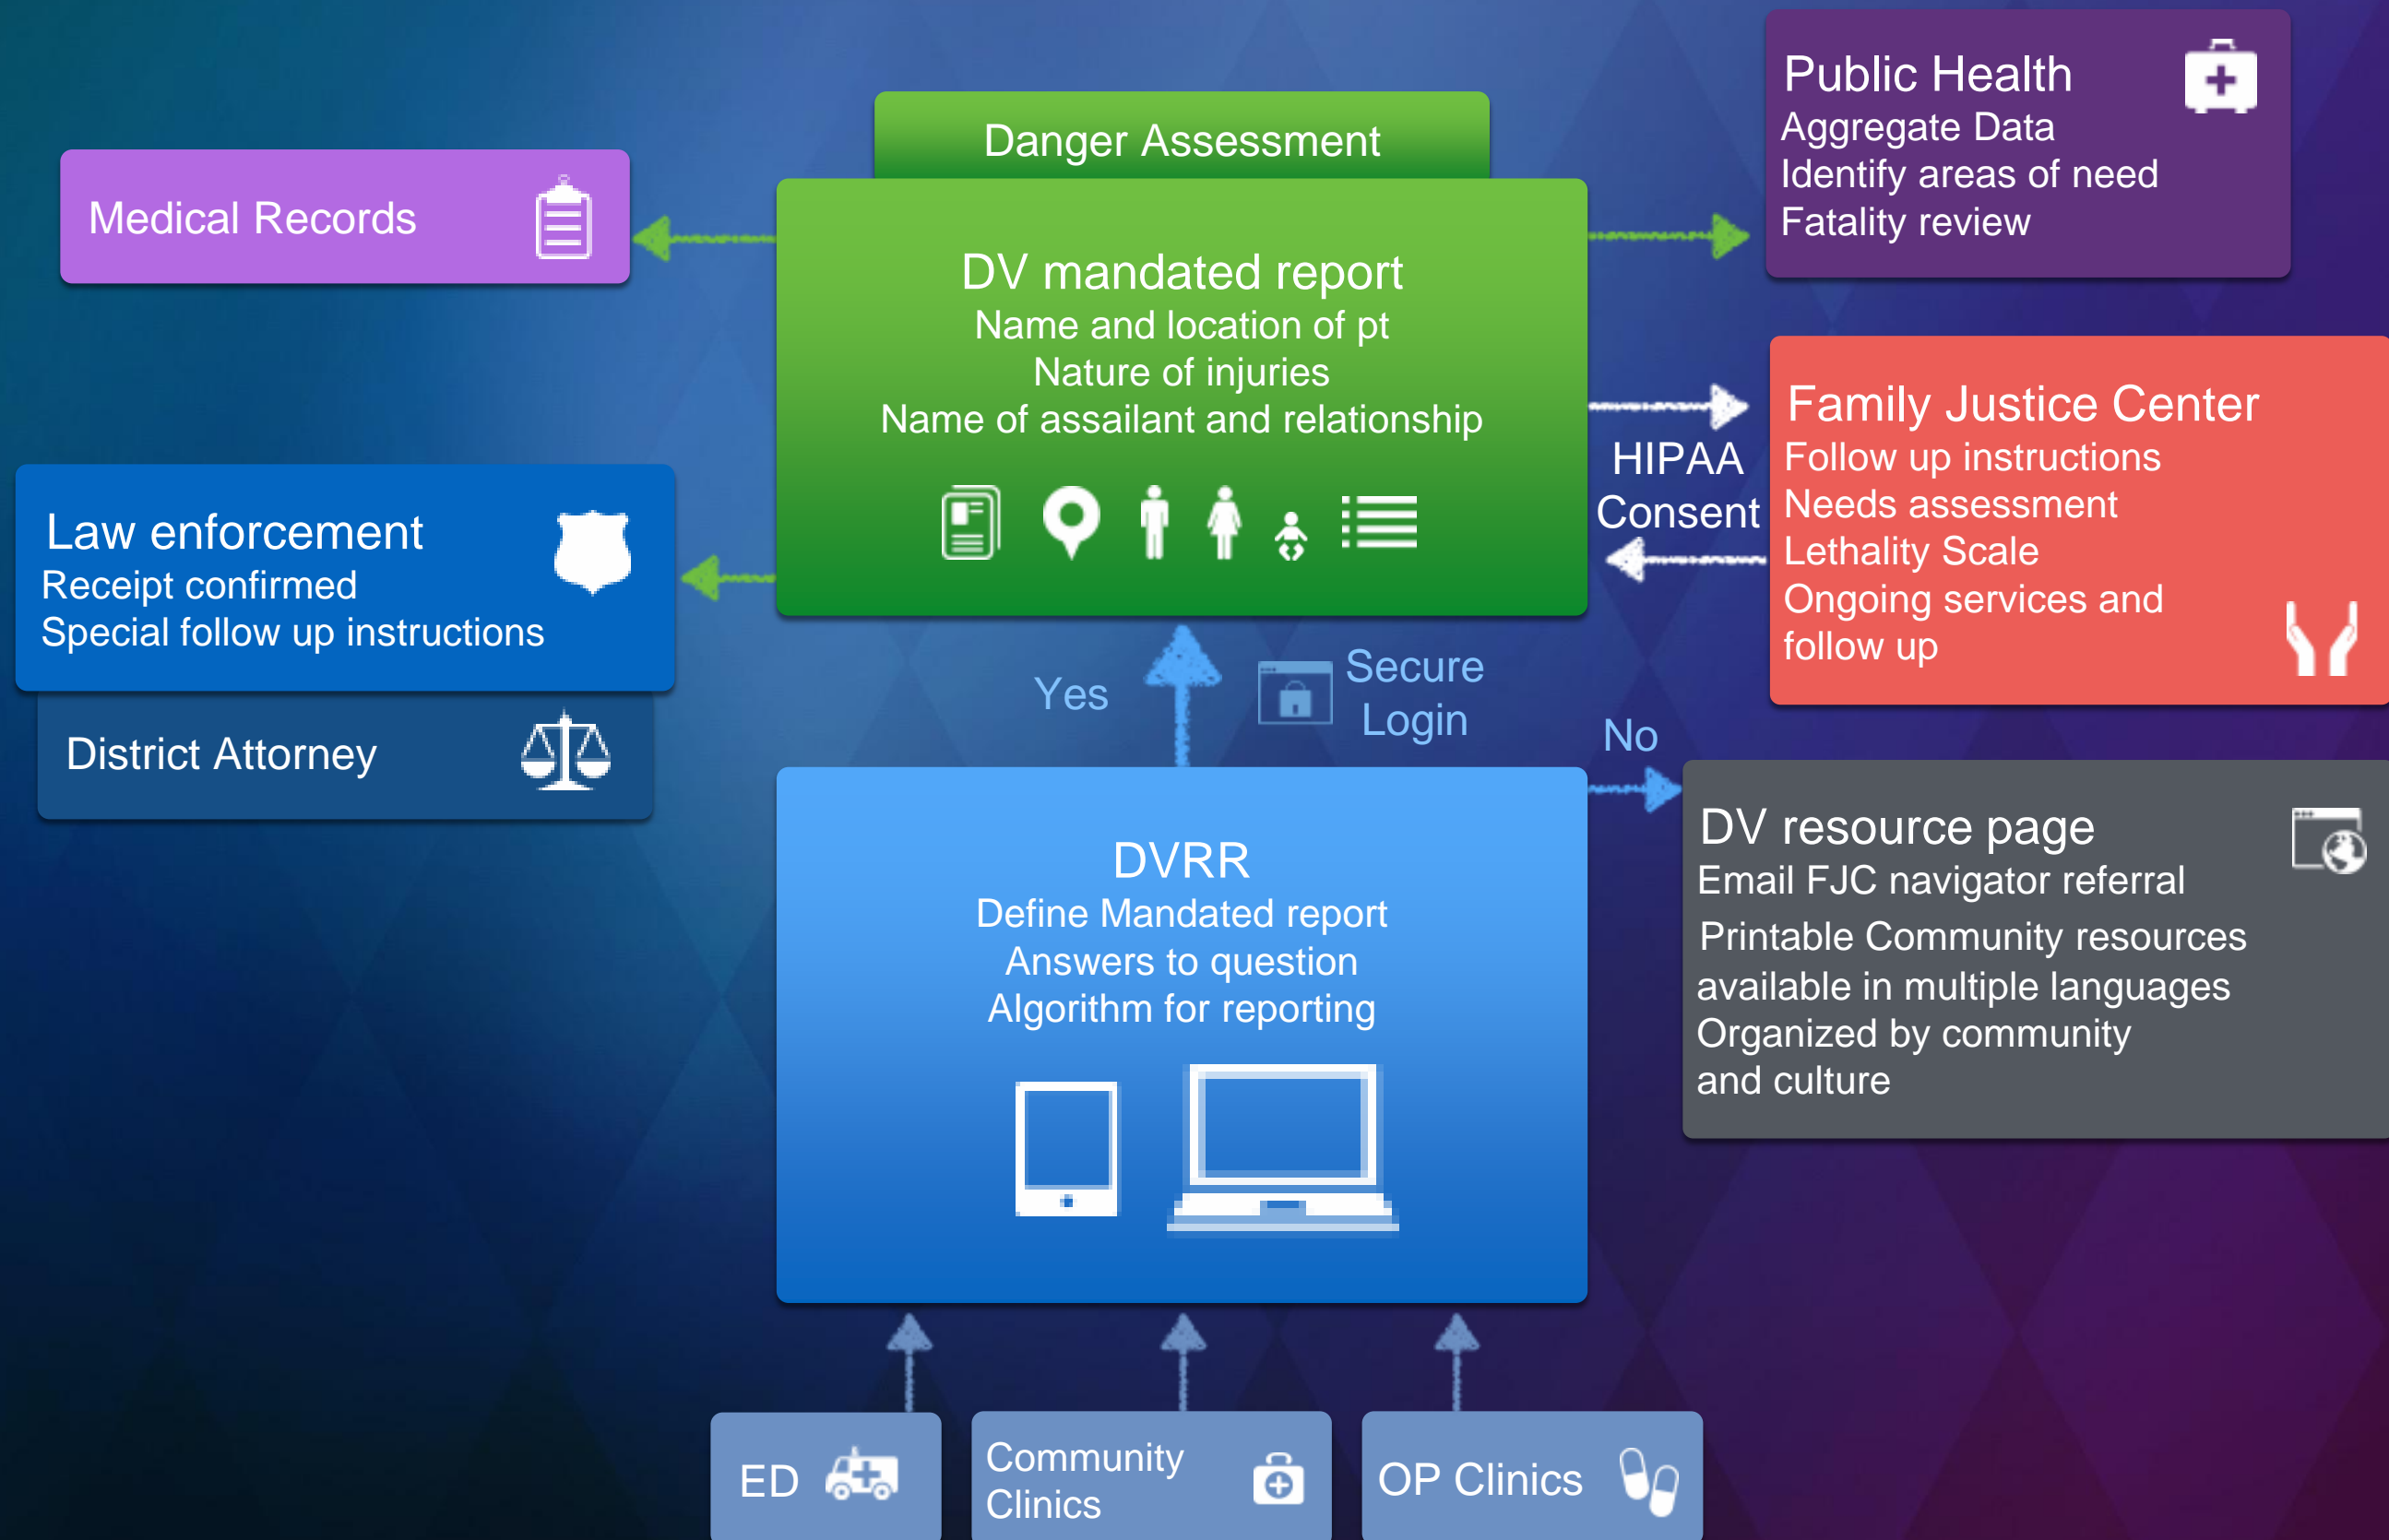 Danger Assessment
Medical Records
DV mandated report
Name and location of pt
Nature of injuries
Name of assailant and relationship
Public Health
Aggregate Data
Identify areas of need
Fatality review
HIPAA
Consent
Family Justice Center
Follow up instructions
Needs assessment
Lethality Scale
Ongoing services and
follow up
Law enforcement
Receipt confirmed
Special follow up instructions
District Attorney
Yes
Secure
Login
No
DVRR
Define Mandated report
Answers to question
Algorithm for reporting
DV resource page
Email FJC navigator referral
Printable Community resources
available in multiple languages
Organized by community
and culture
ED
Community
Clinics
OP Clinics